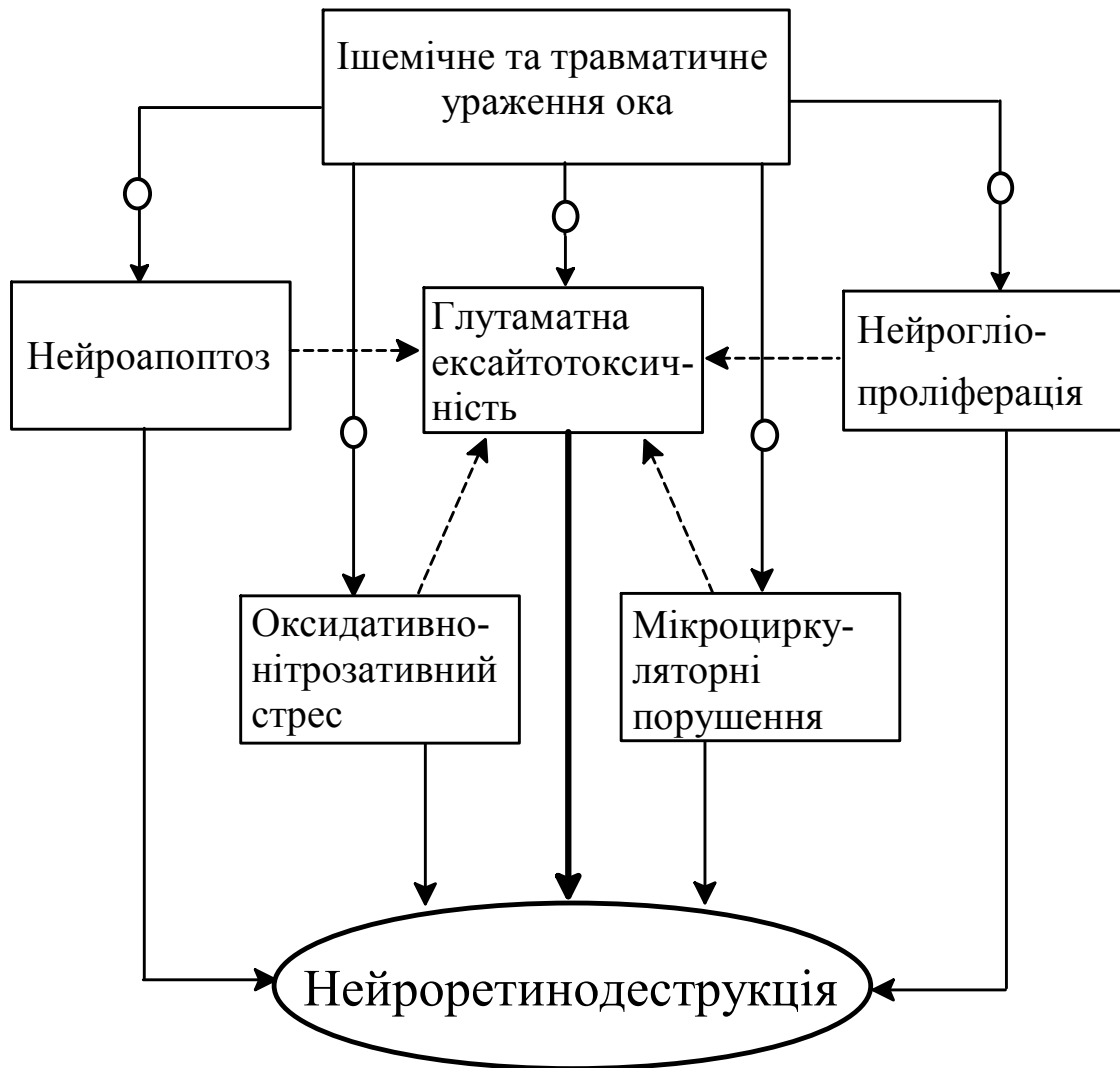 Ішемічне та травматичне
ураження ока
Нейроапоптоз
Глутаматна
ексайтотоксич-
ність
Нейрогліо-
проліферація
Оксидативно-
нітрозативний
стрес
Мікроцирку-
ляторні
порушення
Нейроретинодеструкція